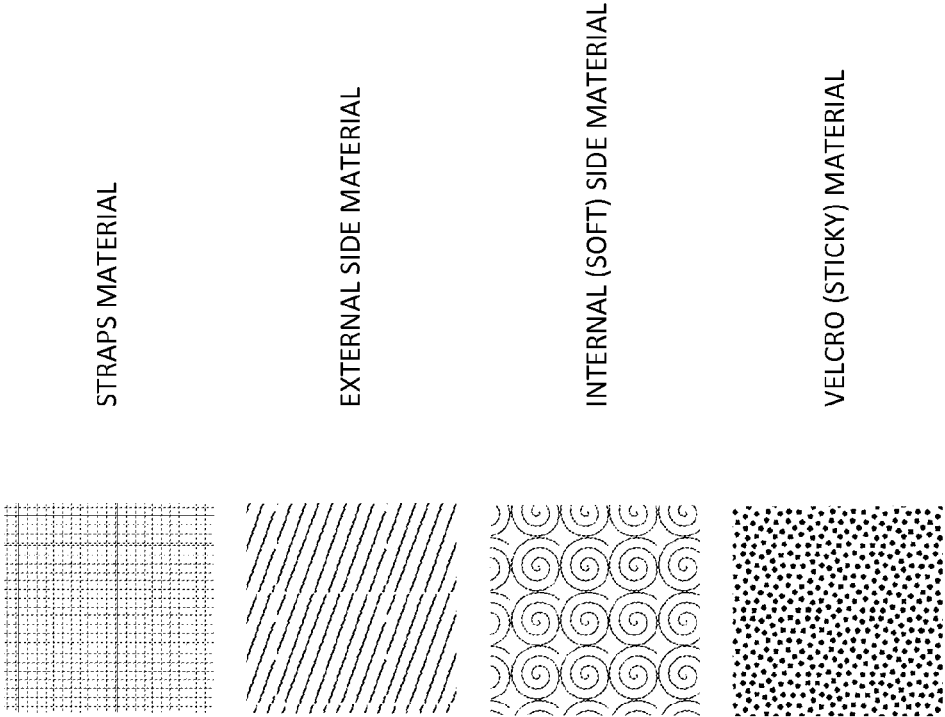 STRAPS MATERIAL
EXTERNAL SIDE MATERIAL
INTERNAL (SOFT) SIDE MATERIAL
VELCRO (STICKY) MATERIAL